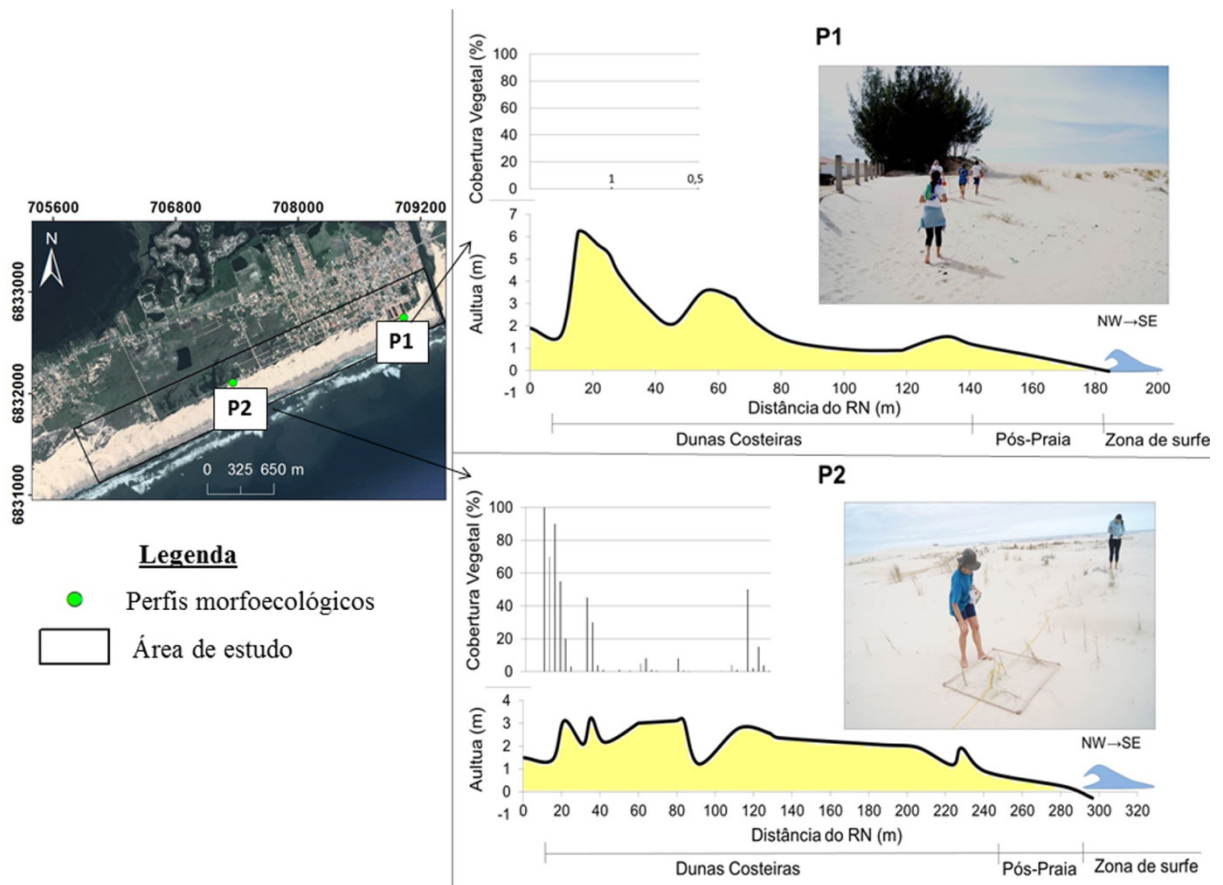 705600 706800 708000 709200
6833000
6832000
6831000
N
P1
P2
0 325 650 m
Legenda
Perfis morfoecológicos
Área de estudo
P1
Cobertura Vegetal (%)
100
80
60
40
20
0
1 0,5
Aultua (m)
7
6
5
4
3
2
1
0
-1
NW→SE
0 20 40 60 80 100 120 140 160 180 200
Distância do RN (m)
Dunas Costeiras Pós-Praia Zona de surfe
P2
Cobertura Vegetal (%)
100
80
60
40
20
0
Aultua (m)
4
3
2
1
0
-1
NW→SE
0 20 40 60 80 100 120 140 160 180 200 220 240 260 280 300 320
Distância do RN (m)
Dunas Costeiras Pós-Praia Zona de surfe